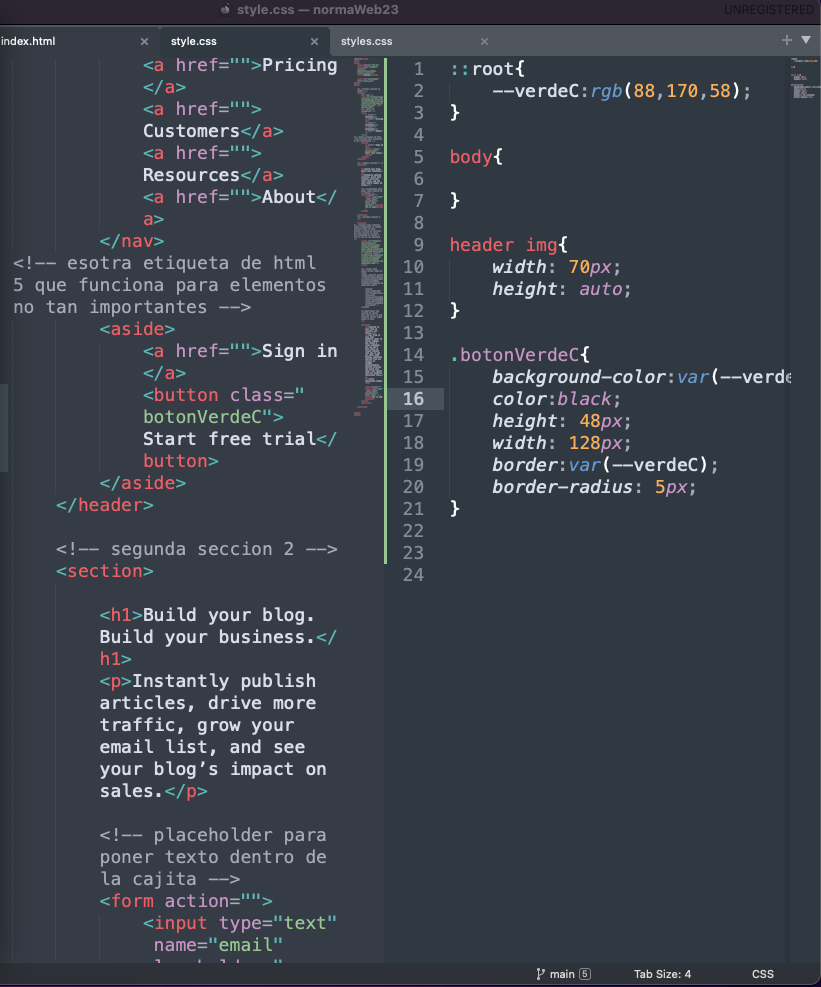 style.css — normaWeb23
UNREGISTERED
index.html
style.css
styles.css
<a href="">Pricing
</a>
<a href="">
Customers</a>
<a href="">
Resources</a>
<a href="">About</
a>
</nav>
<!-- esotra etiqueta de html
5 que funciona para elementos
no tan importantes -->
<aside>
<a href="">Sign in
</a>
<button class="
botonVerdeC">
Start free trial</
button>
</aside>
</header>
<!-- segunda seccion 2 -->
<section>
<h1>Build your blog.
Build your business.</
h1>
<p>Instantly publish
articles, drive more
traffic, grow your
email list, and see
your blog’s impact on
sales.</p>
<!-- placeholder para
poner texto dentro de
la cajita -->
<form action="">
<input type="text"
name="email"
1 ::root{
2 --verdeC:rgb(88,170,58);
3 }
4
5 body{
6
7 }
8
9 header img{
10 width: 70px;
11 height: auto;
12 }
13
14 .botonVerdeC{
15 background-color:var(--verde
16 color:black;
17 height: 48px;
18 width: 128px;
19 border:var(--verdeC);
20 border-radius: 5px;
21 }
22
23
24
main 5
Tab Size: 4
CSS